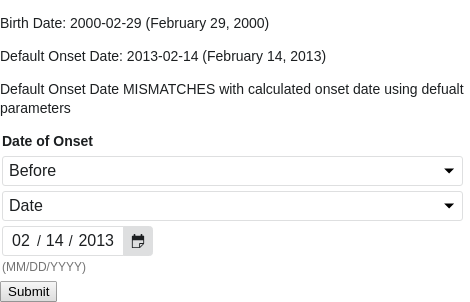 Birth Date: 2000-02-29 (February 29, 2000)
Default Onset Date: 2013-02-14 (February 14, 2013)
Default Onset Date MISMATCHES with calculated onset date using defualt
parameters
Date of Onset
Before
Date
02 / 14 / 2013
(MM/DD/YYYY)
Submit